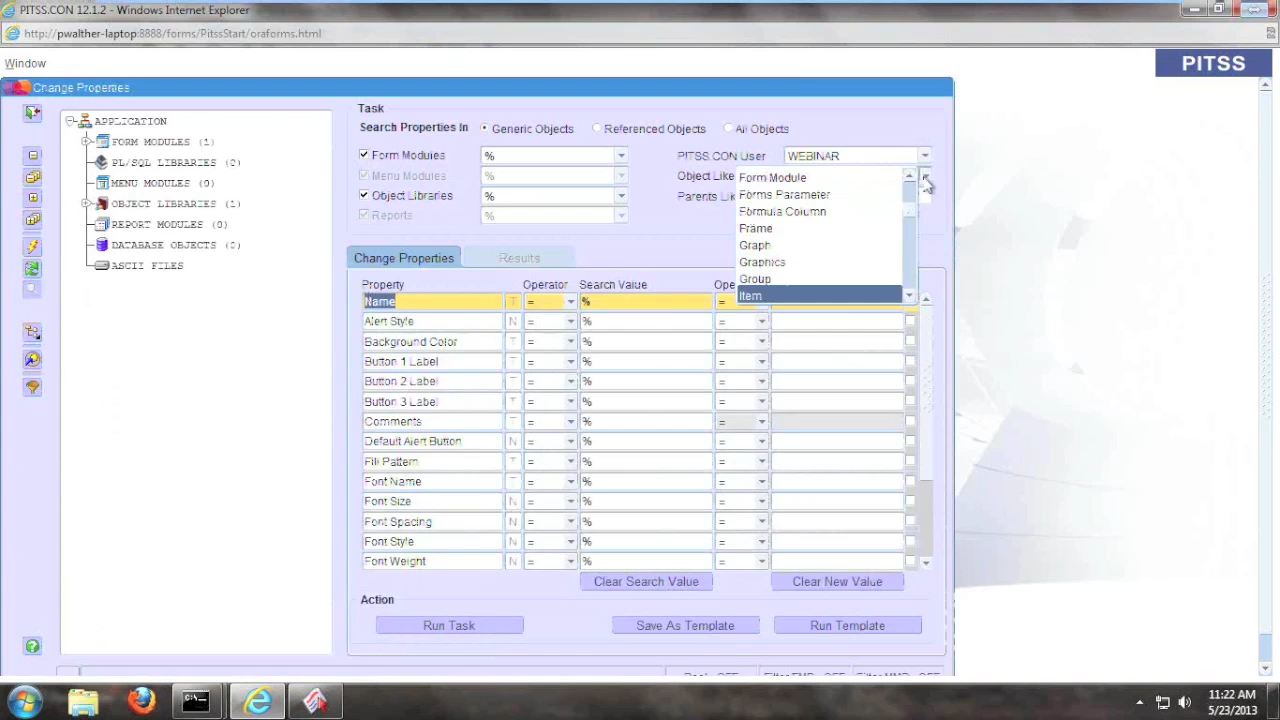 PITSS.CON 12.1.2 - Windows Internet Explorer
http://pwalther-laptop:8888/forms/PitssStart/oraforms.html
Window
PITSS
Change Properties
APPLICATION
FORM MODULES (1)
PL/SQL LIBRARIES (0)
MENU MODULES (0)
OBJECT LIBRARIES (1)
REPORT MODULES (0)
DATABASE OBJECTS (0)
ASCII FILES
Task
Search Properties In Generic Objects Referenced Objects All Objects
Form Modules %
Menu Modules %
Object Libraries %
Reports %
PITSS.CON User WEBINAR
Object Like
Parents Like
Form Module
Forms Parameter
Formula Column
Frame
Graph
Graphics
Group
Item
Change Properties Results
Property Operator Search Value
Name T = % =
Alert Style N = % =
Background Color T = % =
Button 1 Label T = % =
Button 2 Label T = % =
Button 3 Label T = % =
Comments T = % =
Default Alert Button N = % =
Fill Pattern T = % =
Font Name T = % =
Font Size N = % =
Font Spacing N = % =
Font Style N = % =
Font Weight N = % =
Clear Search Value Clear New Value
Action
Run Task Save As Template Run Template
11:22 AM
5/23/2013